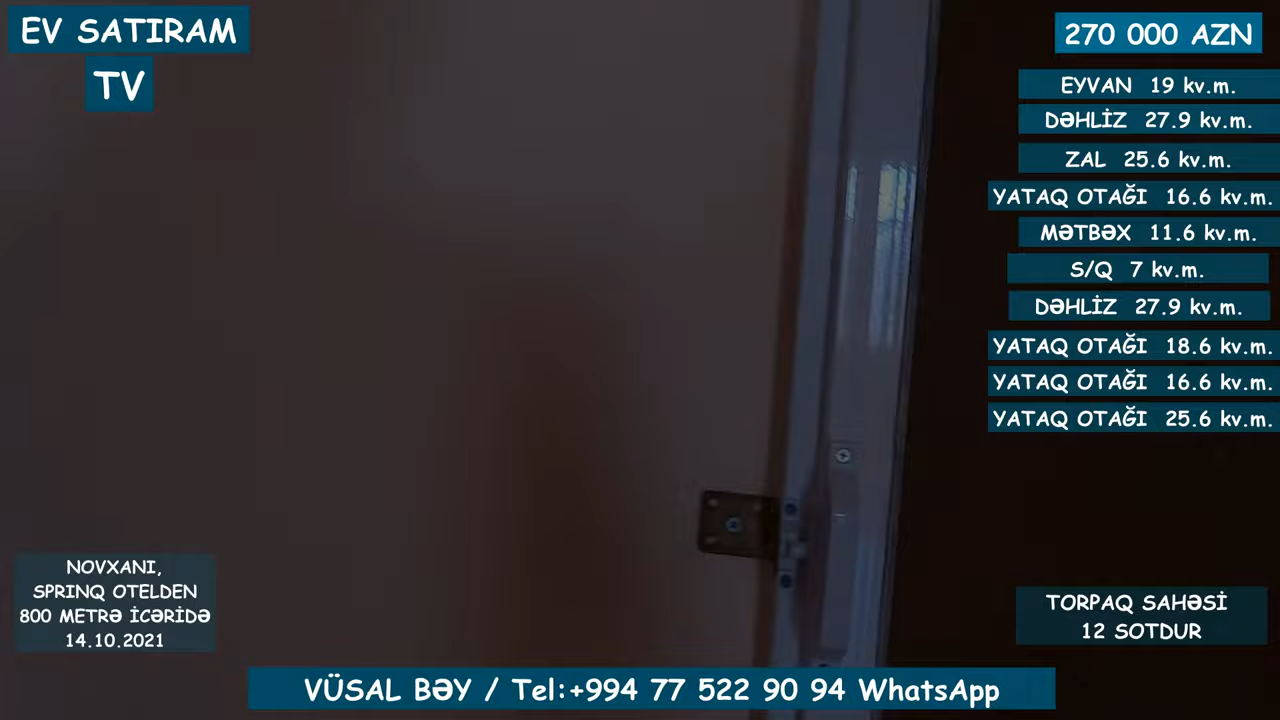 EV SATIRAM
TV
270 000 AZN
EYVAN 19 kv.m.
DƏHLİZ 27.9 kv.m.
ZAL 25.6 kv.m.
YATAQ OTAĞI 16.6 kv.m.
MƏTBƏX 11.6 kv.m.
S/Q 7 kv.m.
DƏHLİZ 27.9 kv.m.
YATAQ OTAĞI 18.6 kv.m.
YATAQ OTAĞI 16.6 kv.m.
YATAQ OTAĞI 25.6 kv.m.
NOVXANI,
SPRINQ OTELDEN
800 METRƏ İCƏRİDƏ
14.10.2021
TORPAQ SAHƏSİ
12 SOTDUR
VÜSAL BƏY / Tel:+994 77 522 90 94 WhatsApp